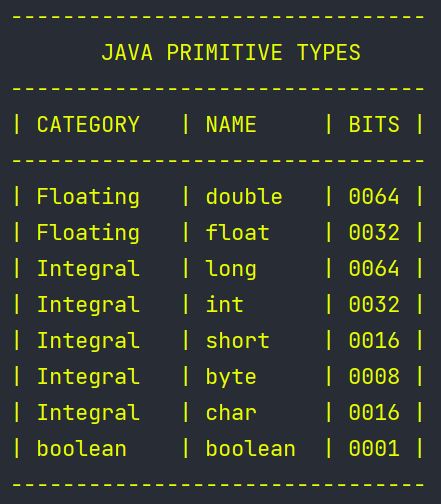 --------------------------------
       JAVA PRIMITIVE TYPES
--------------------------------
| CATEGORY   | NAME     | BITS |
--------------------------------
| Floating   | double   | 0064 |
| Floating   | float    | 0032 |
| Integral   | long     | 0064 |
| Integral   | int      | 0032 |
| Integral   | short    | 0016 |
| Integral   | byte     | 0008 |
| Integral   | char     | 0016 |
| boolean    | boolean  | 0001 |
--------------------------------